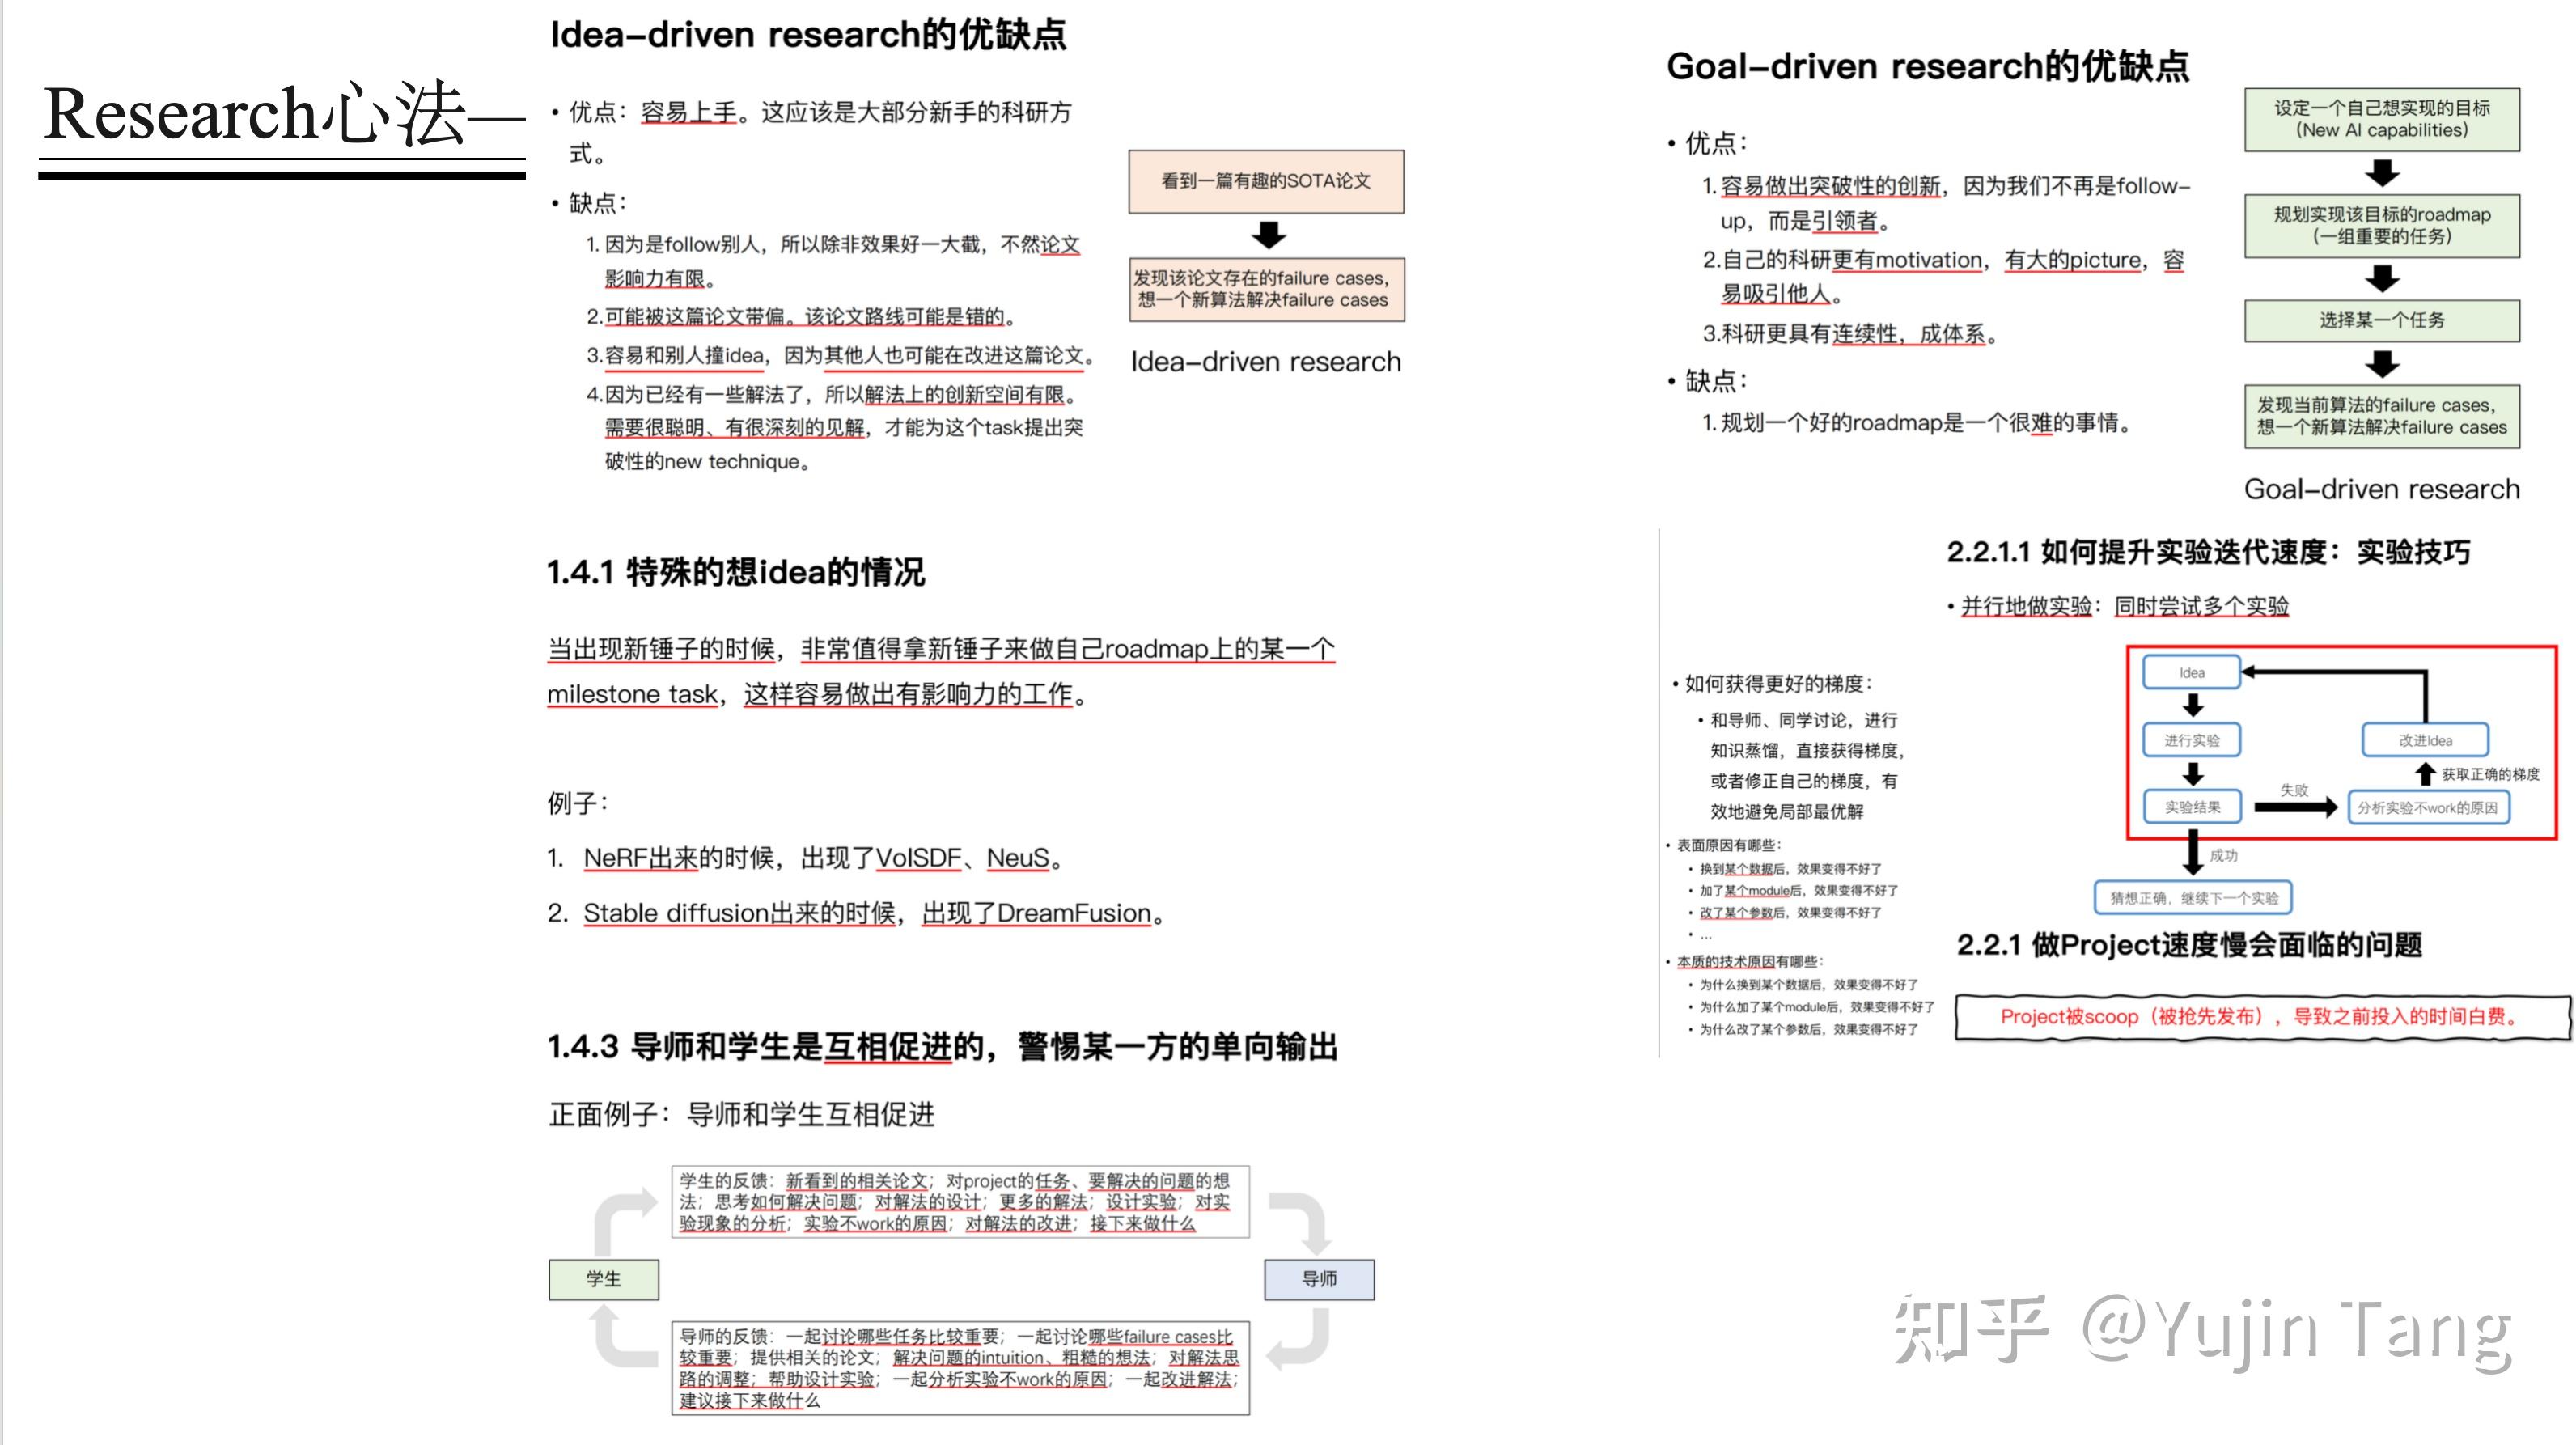 Research心法一
Idea-driven research的优缺点
• 优点：容易上手。这应该是大部分新手的科研方
式。
• 缺点：
1. 因为是follow别人，所以除非效果好一大截，不然论文
影响力有限。
2.可能被这篇论文带偏。该论文路线可能是错的。
3.容易和别人撞idea，因为其他人也可能在改进这篇论文。
4.因为已经有一些解法了，所以解法上的创新空间有限。
需要很聪明、有很深刻的见解，才能为这个task提出突
破性的new technique。
看到一篇有趣的SOTA论文
发现该论文存在的failure cases，
想一个新算法解决failure cases
Idea-driven research
Goal-driven research的优缺点
• 优点：
1. 容易做出突破性的创新，因为我们不再是follow-
up，而是引领者。
2.自己的科研更有motivation，有大的picture，容
易吸引他人。
3.科研更具有连续性，成体系。
• 缺点：
1. 规划一个好的roadmap是一个很难的事情。
设定一个自己想实现的目标
（New AI capabilities）
规划实现该目标的roadmap
（一组重要的任务）
选择某一个任务
发现当前算法的failure cases，
想一个新算法解决failure cases
Goal-driven research
1.4.1 特殊的想idea的情况
当出现新锤子的时候，非常值得拿新锤子来做自己roadmap上的某一个
milestone task，这样容易做出有影响力的工作。
例子：
1. NeRF出来的时候，出现了VolSDF、NeuS。
2. Stable diffusion出来的时候，出现了DreamFusion。
1.4.3 导师和学生是互相促进的，警惕某一方的单向输出
正面例子：导师和学生互相促进
学生的反馈：新看到的相关论文；对project的任务、要解决的问题的想
法；思考如何解决问题；对解法的设计；更多的解法；设计实验；对实
验现象的分析；实验不work的原因；对解法的改进；接下来做什么
学生
导师
导师的反馈：一起讨论哪些任务比较重要；一起讨论哪些failure cases比
较重要；提供相关的论文；解决问题的intuition、粗糙的想法；对解法思
路的调整；帮助设计实验；一起分析实验不work的原因；一起改进解法；
建议接下来做什么
2.2.1.1 如何提升实验迭代速度：实验技巧
• 并行地做实验：同时尝试多个实验
• 如何获得更好的梯度：
• 和导师、同学讨论，进行
知识蒸馏，直接获得梯度，
或者修正自己的梯度，有
效地避免局部最优解
• 表面原因有哪些：
• 换到某个数据后，效果变得不好了
• 加了某个module后，效果变得不好了
• 改了某个参数后，效果变得不好了
• ...
• 本质的技术原因有哪些：
• 为什么换到某个数据后，效果变得不好了
• 为什么加了某个module后，效果变得不好了
• 为什么改了某个参数后，效果变得不好了
Idea
进行实验
改进Idea
获取正确的梯度
实验结果
失败
分析实验不work的原因
成功
猜想正确，继续下一个实验
2.2.1 做Project速度慢会面临的问题
Project被scoop（被抢先发布），导致之前投入的时间白费。
知乎 @Yujin Tang